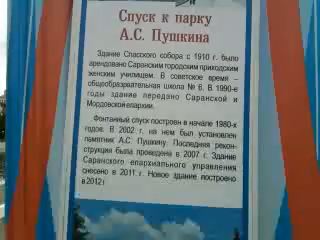 Спуск к парку
А.С. Пушкина
Здание Спасского собора с 1910 г. было
арендовано Саранским городским приходским
женским училищем. В советское время –
общеобразвательная школа № 6. В 1990-е
годы здание передано Саранской и
Мордовской епархии.
Фонтанный спуск построен в начале 1980-х
годов. В 2002 г. на нем был установлен
памятник А.С. Пушкину. Последняя рекон-
струкция была проведена в 2007 г. Здание
Саранского епархиального управления
снесено в 2011 г. Новое здание построено
в 2012 г